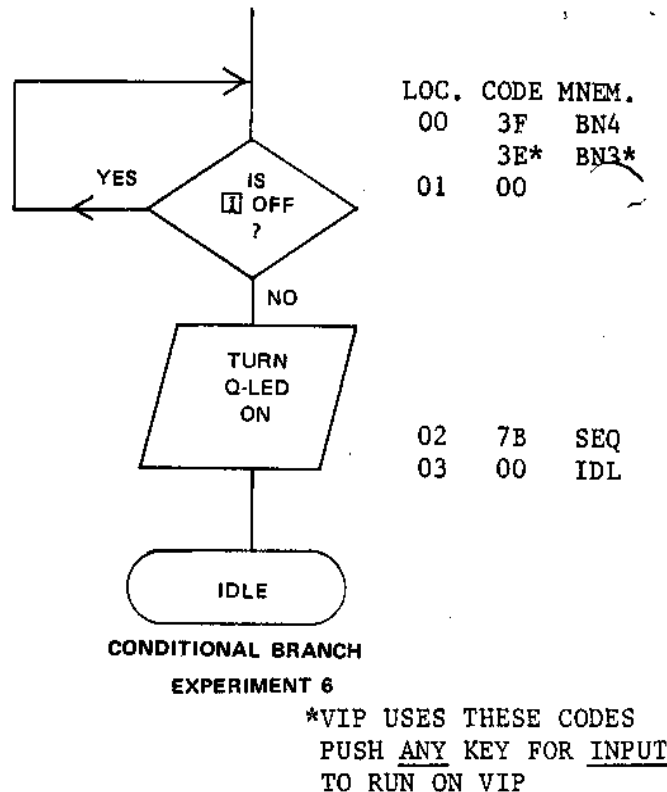 LOC. CODE MNEM.
00 3F BN4
3E* BN3*
01 00
YES
IS
I OFF
?
NO
TURN
Q-LED
ON
02 7B SEQ
03 00 IDL
IDLE
CONDITIONAL BRANCH
EXPERIMENT 6
*VIP USES THESE CODES
PUSH ANY KEY FOR INPUT
TO RUN ON VIP